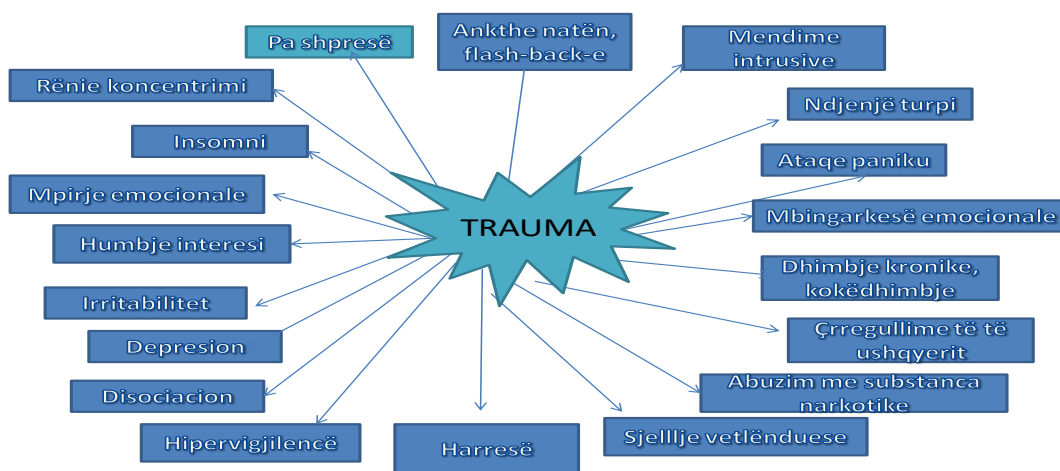 Pa shpresë
Ankthe natën,
flash-back-e
Mendime
intrusive
Rënie koncentrimi
Ndjenjë turpi
Insomni
Ataqe paniku
Mpirje emocionale
TRAUMA
Mbingarkesë emocionale
Humbje interesi
Dhimbje kronike,
kokëdhimbje
Irritabilitet
Çrregullime të të
ushqyerit
Depresion
Abuzim me substanca
narkotike
Disociacion
Hipervigjilencë
Harresë
Sjelllje vetlënduese